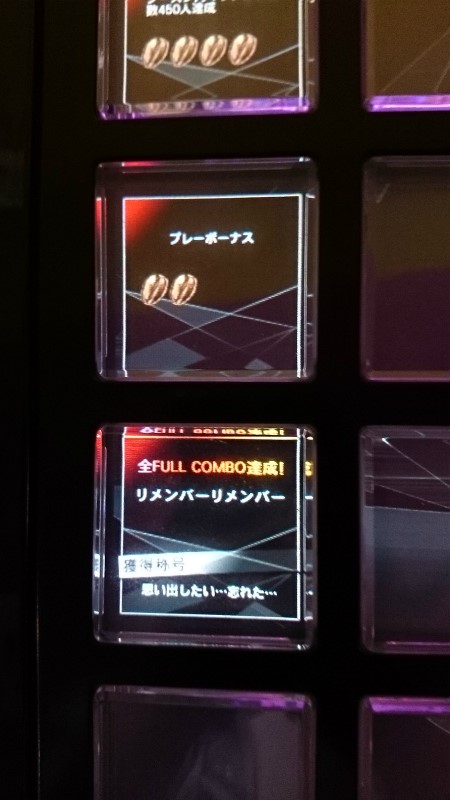 数450人達成
プレーボーナス
全FULL COMBO達成!
リメンバーリメンバー
獲得称号
思い出したい…忘れた…